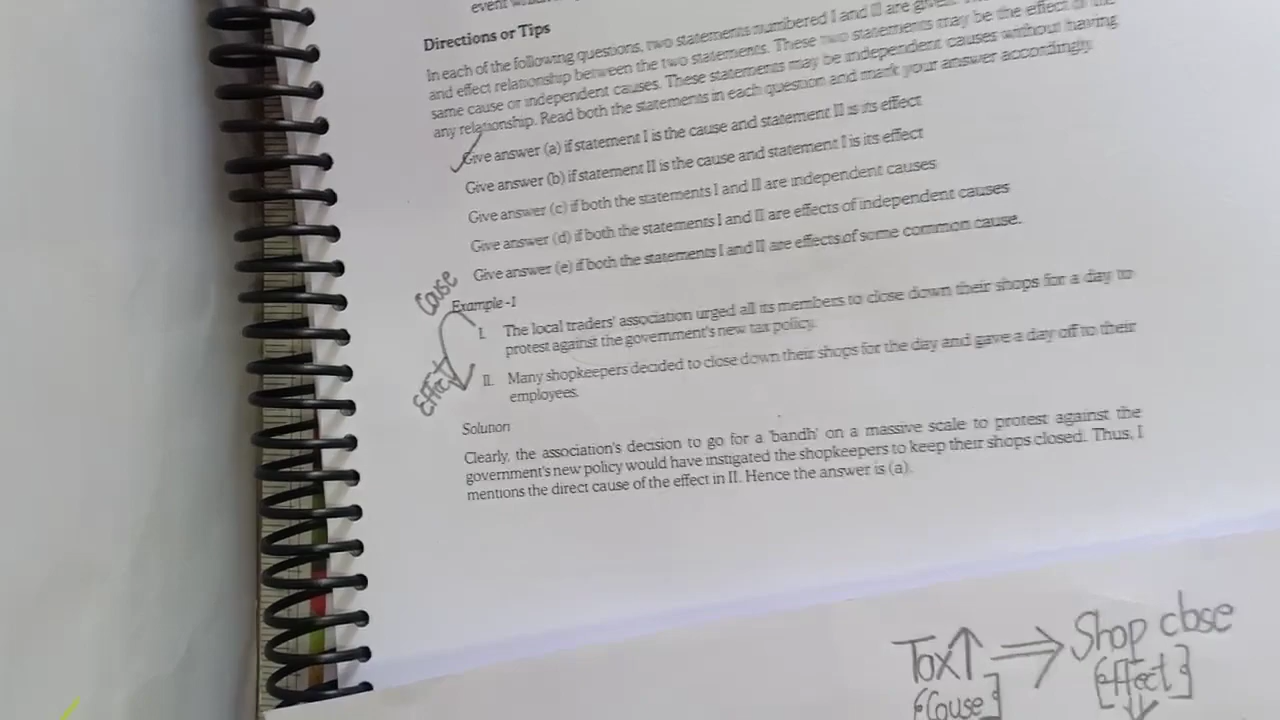 event
Directions or Tips
In each of the following questions, two statements numbered I and II are
and effect relationship between the two statements. These two statements may be the effect of the
same cause or independent causes. These statements may be independent causes without having
any relationship. Read both the statements in each question and mark your answer accordingly.
Give answer (a) if statement I is the cause and statement II is its effect
Give answer (b) if statement II is the cause and statement I is its effect
Give answer (c) if both the statements I and II are independent causes
Give answer (d) if both the statements I and II are effects of independent causes
Give answer (e) if both the statements I and II are effects of some common cause.
Cause
Example -1
I. The local traders' association urged all its members to close down their shops for a day to
protest against the government's new tax policy.
Effect
II. Many shopkeepers decided to close down their shops for the day and gave a day off to their
employees.
Solution
Clearly, the association's decision to go for a 'bandh' on a massive scale to protest against the
government's new policy would have instigated the shopkeepers to keep their shops closed. Thus, I
mentions the direct cause of the effect in II. Hence the answer is (a).
Tax↑ ⇒ Shop close
[Cause] [Effect]